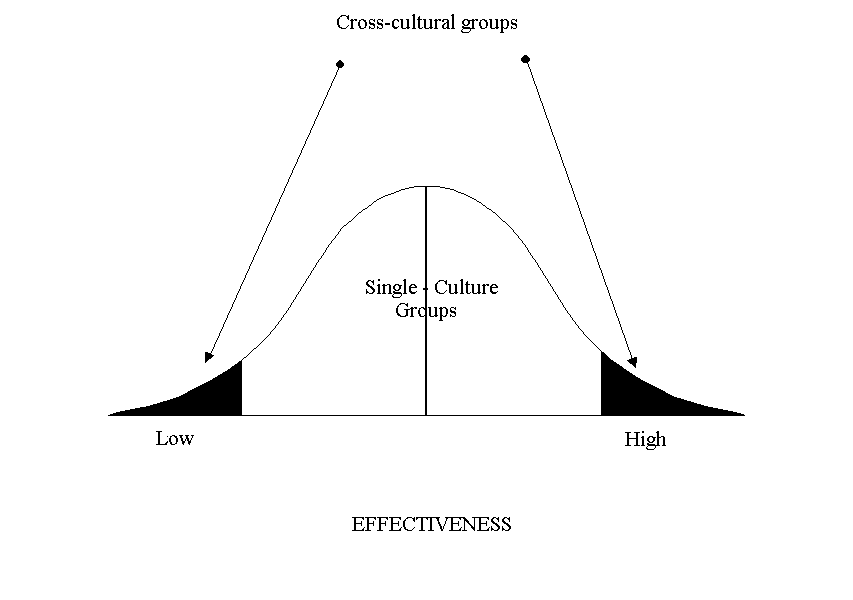 Cross-cultural groups
Single - Culture
Groups
Low
High
EFFECTIVENESS